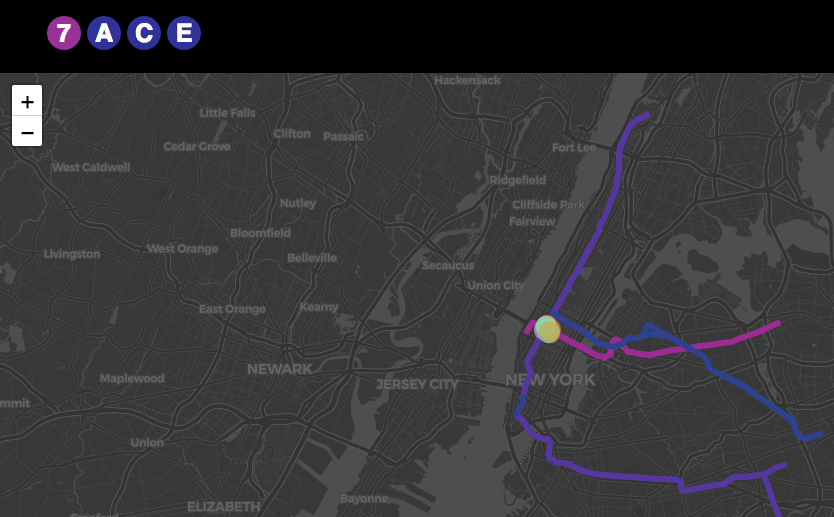 7 A C E
Hackensack
+
Little Falls
−
Clifton Passaic
Cedar Grove Fort Lee
West Caldwell
Ridgefield
Nutley Cliffside Park
Fairview
Bloomfield
West Orange
Livingston Belleville
Secaucus
Union City
East Orange Kearny
NEWARK
Maplewood NEW YORK
JERSEY CITY
mmit
Union
Bayonne
ELIZABETH